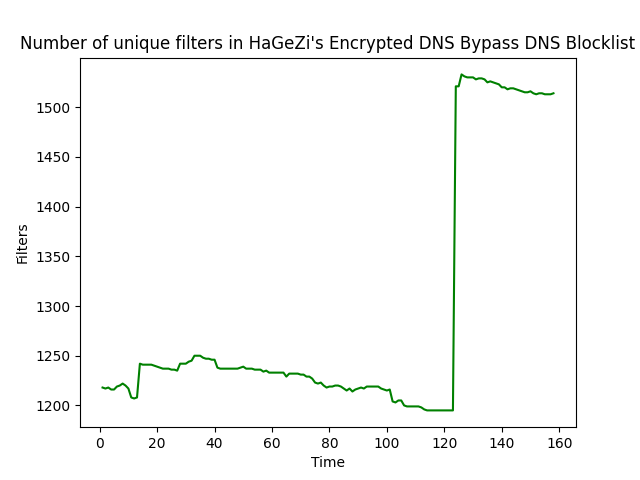 Number of unique filters in HaGeZi's Encrypted DNS Bypass DNS Blocklist
1500
1450
1400
1350
1300
1250
1200
Filters
0 20 40 60 80 100 120 140 160
Time